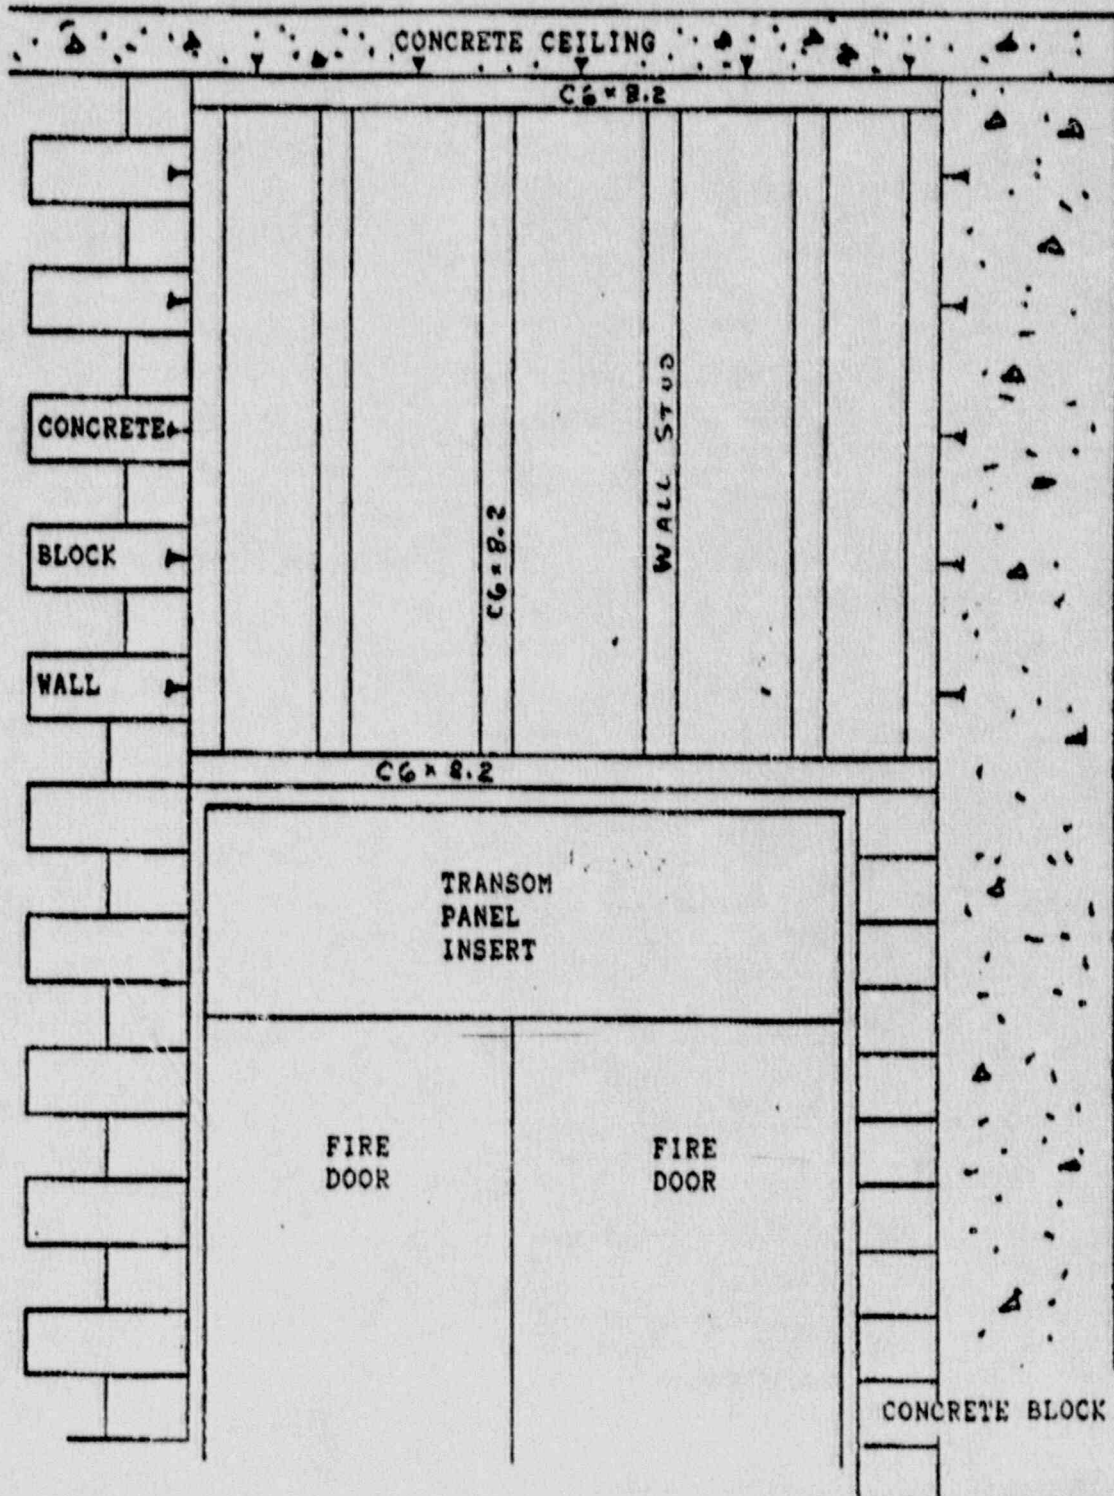 CONCRETE CEILING
C6 × 8.2
CONCRETE
BLOCK
WALL
C6 × 8.2
WALL STUD
C6 × 8.2
TRANSOM
PANEL
INSERT
FIRE
DOOR
FIRE
DOOR
CONCRETE BLOCK